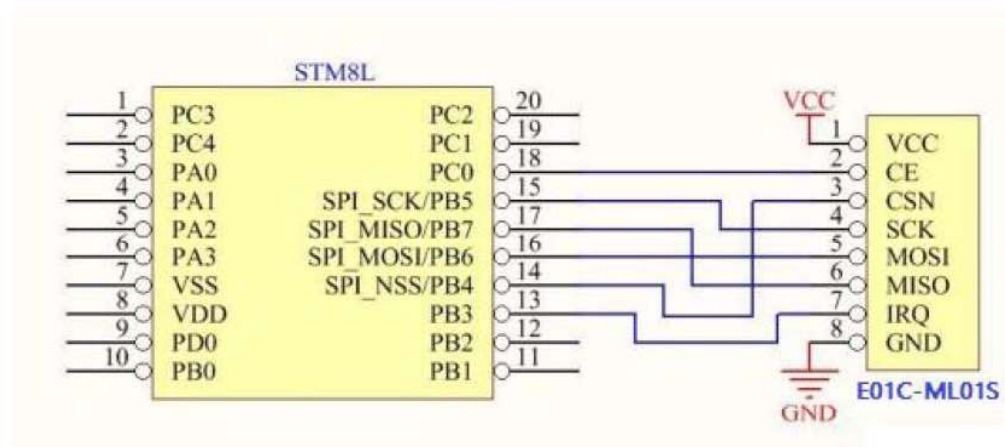 STM8L
1 PC3 PC2 20
2 PC4 PC1 19
3 PA0 PC0 18
4 PA1 SPI_SCK/PB5 15
5 PA2 SPI_MISO/PB7 17
6 PA3 SPI_MOSI/PB6 16
7 VSS SPI_NSS/PB4 14
8 VDD PB3 13
9 PD0 PB2 12
10 PB0 PB1 11
VCC
1 VCC
2 CE
3 CSN
4 SCK
5 MOSI
6 MISO
7 IRQ
8 GND
E01C-ML01S
GND